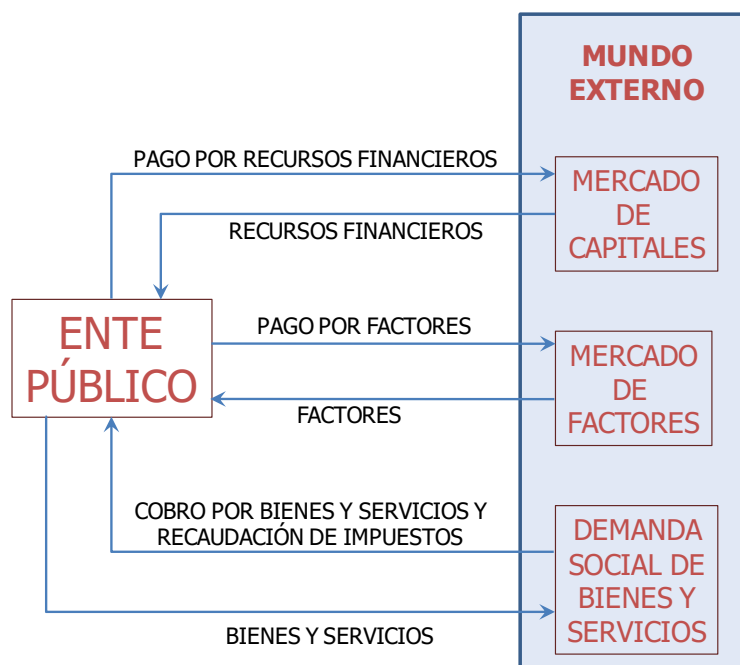 MUNDO
EXTERNO
PAGO POR RECURSOS FINANCIEROS
MERCADO
DE
CAPITALES
RECURSOS FINANCIEROS
ENTE
PÚBLICO
PAGO POR FACTORES
MERCADO
DE
FACTORES
FACTORES
COBRO POR BIENES Y SERVICIOS Y
RECAUDACIÓN DE IMPUESTOS
DEMANDA
SOCIAL DE
BIENES Y
SERVICIOS
BIENES Y SERVICIOS